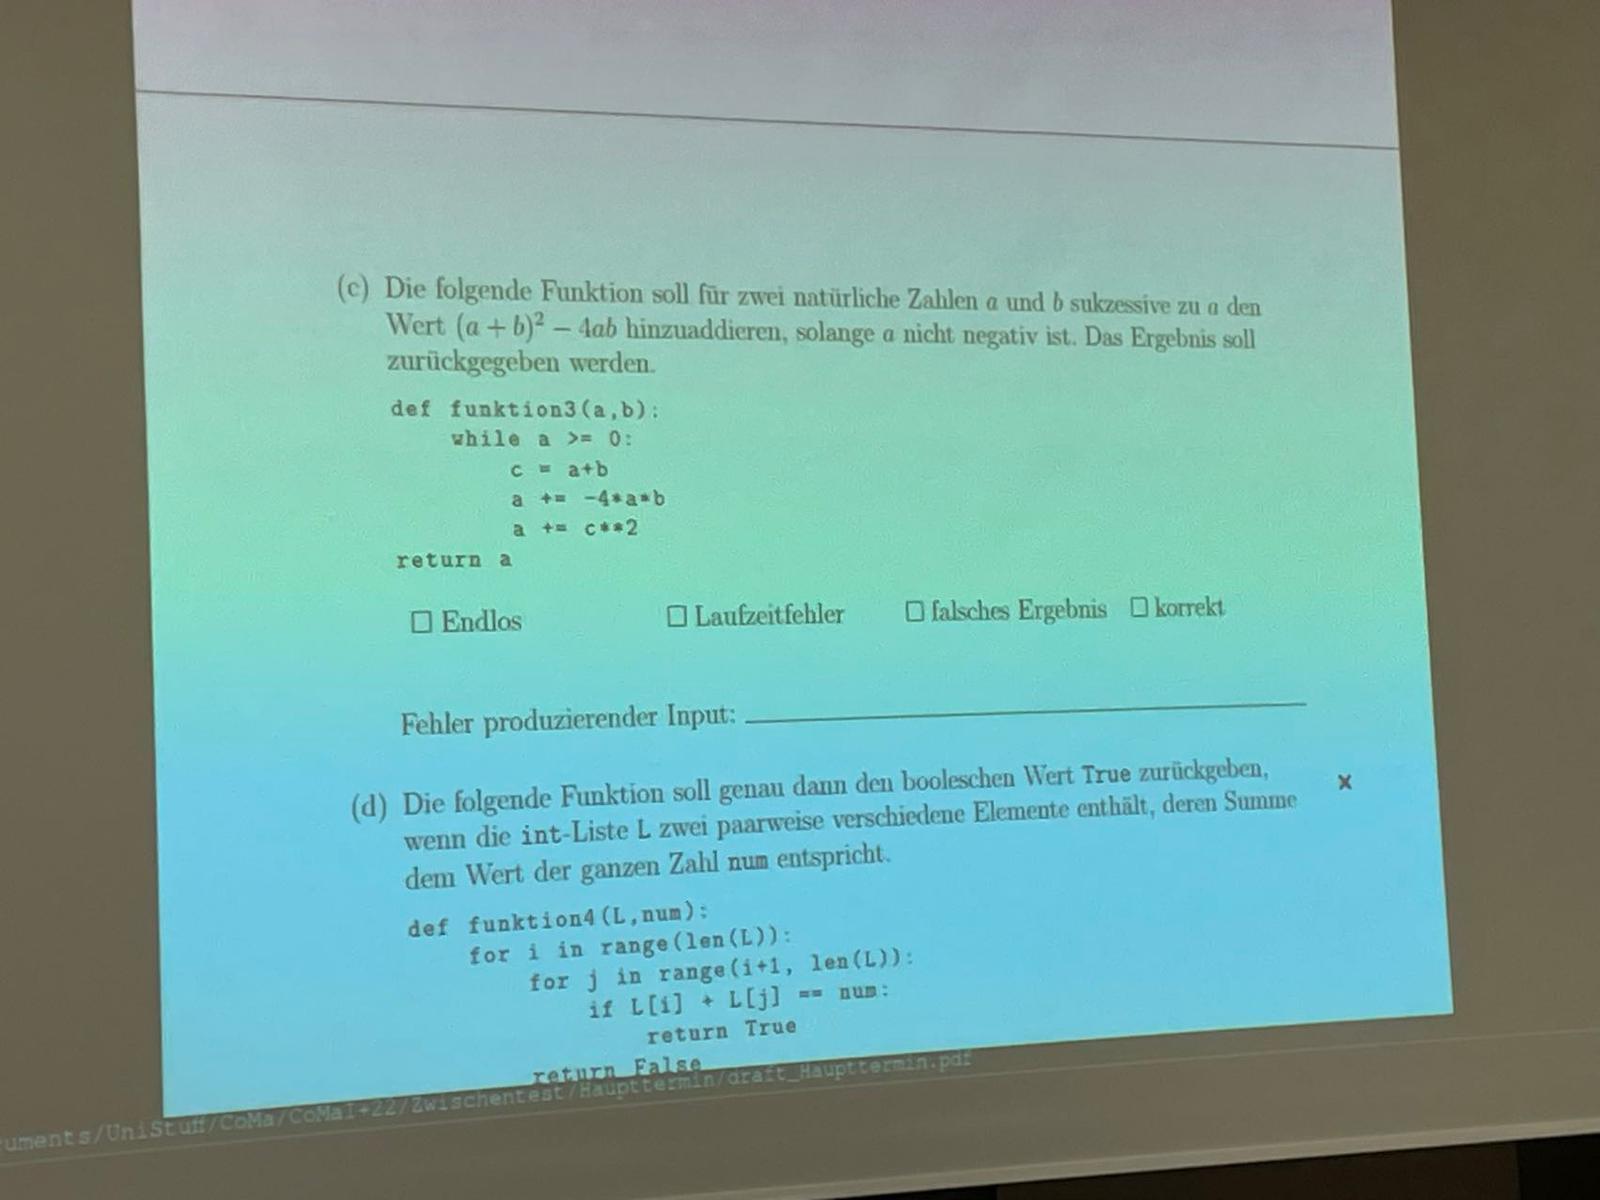 (c) Die folgende Funktion soll für zwei natürliche Zahlen a und b sukzessive zu a den
Wert (a + b)² − 4ab hinzuaddieren, solange a nicht negativ ist. Das Ergebnis soll
zurückgegeben werden.
def funktion3(a,b):
while a >= 0:
c = a+b
a += -4*a*b
a += c**2
return a
☐ Endlos ☐ Laufzeitfehler ☐ falsches Ergebnis ☐ korrekt
Fehler produzierender Input:
(d) Die folgende Funktion soll genau dann den booleschen Wert True zurückgeben, x
wenn die int-Liste L zwei paarweise verschiedene Elemente enthält, deren Summe
dem Wert der ganzen Zahl num entspricht.
def funktion4(L,num):
for i in range(len(L)):
for j in range(i+1, len(L)):
if L[i] + L[j] == num:
return True
return False
uments/UniStuff/CoMa/CoMaI+22/Zwischentest/Haupttermin/draft_Haupttermin.pdf